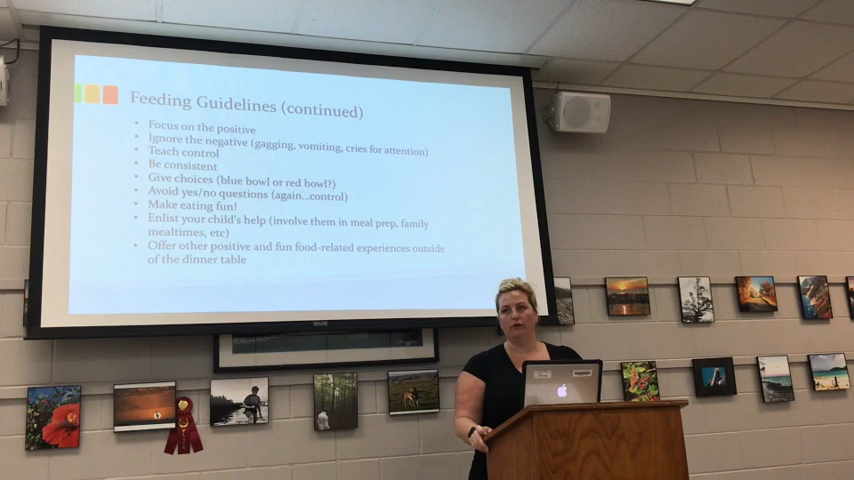 Feeding Guidelines (continued)
• Focus on the positive
• Ignore the negative (gagging, vomiting, cries for attention)
• Teach control
• Be consistent
• Give choices (blue bowl or red bowl?)
• Avoid yes/no questions (again...control)
• Make eating fun!
• Enlist your child's help (involve them in meal prep, family
mealtimes, etc)
• Offer other positive and fun food-related experiences outside
of the dinner table